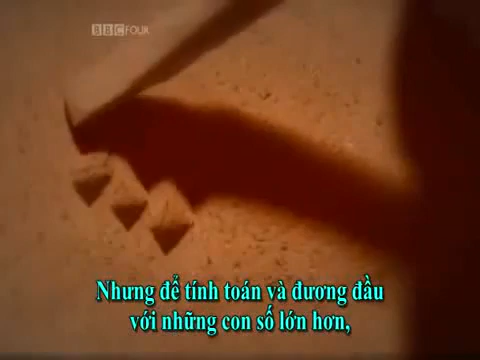 BBC FOUR
Nhưng để tính toán và đương đầu
với những con số lớn hơn,